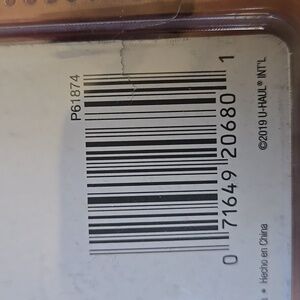 P61874
0 71649 20680 1
©2019 U-HAUL® INT'L
• Hecho en China